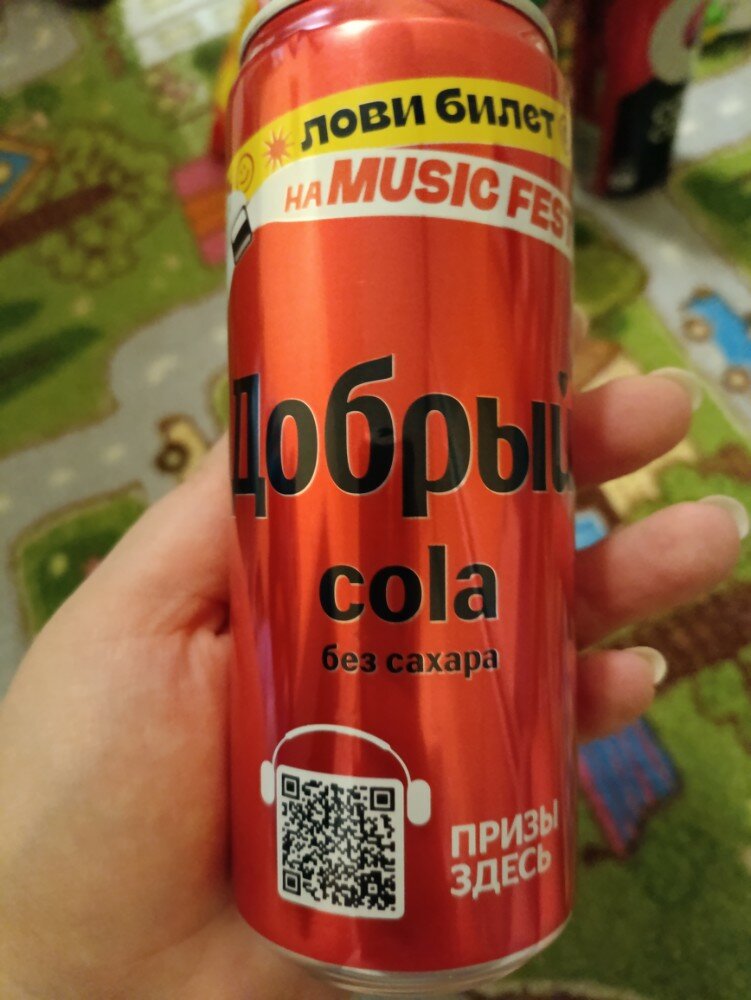 ЛОВИ БИЛЕТ
НА MUSIC FEST
Добрый
cola
без сахара
ПРИЗЫ
ЗДЕСЬ